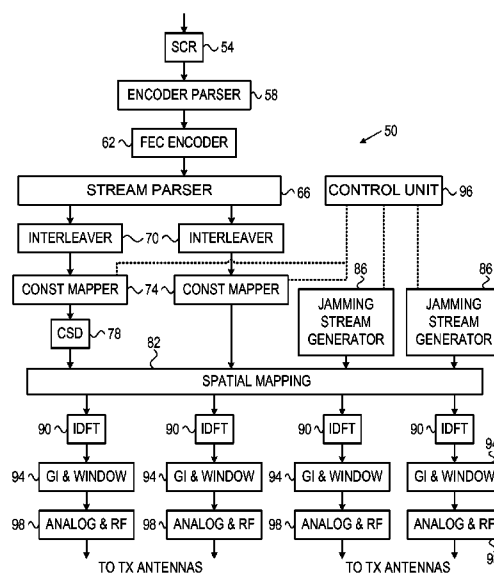 SCR 54
ENCODER PARSER 58
50
62 FEC ENCODER
STREAM PARSER 66
CONTROL UNIT 96
INTERLEAVER 70 INTERLEAVER
86 86
CONST MAPPER 74 CONST MAPPER
JAMMING STREAM GENERATOR
JAMMING STREAM GENERATOR
CSD 78
82
SPATIAL MAPPING
90 IDFT 90 IDFT 90 IDFT 90 IDFT
94
94 GI & WINDOW 94 GI & WINDOW 94 GI & WINDOW GI & WINDOW
98 ANALOG & RF 98 ANALOG & RF 98 ANALOG & RF ANALOG & RF
TO TX ANTENNAS TO TX ANTENNAS